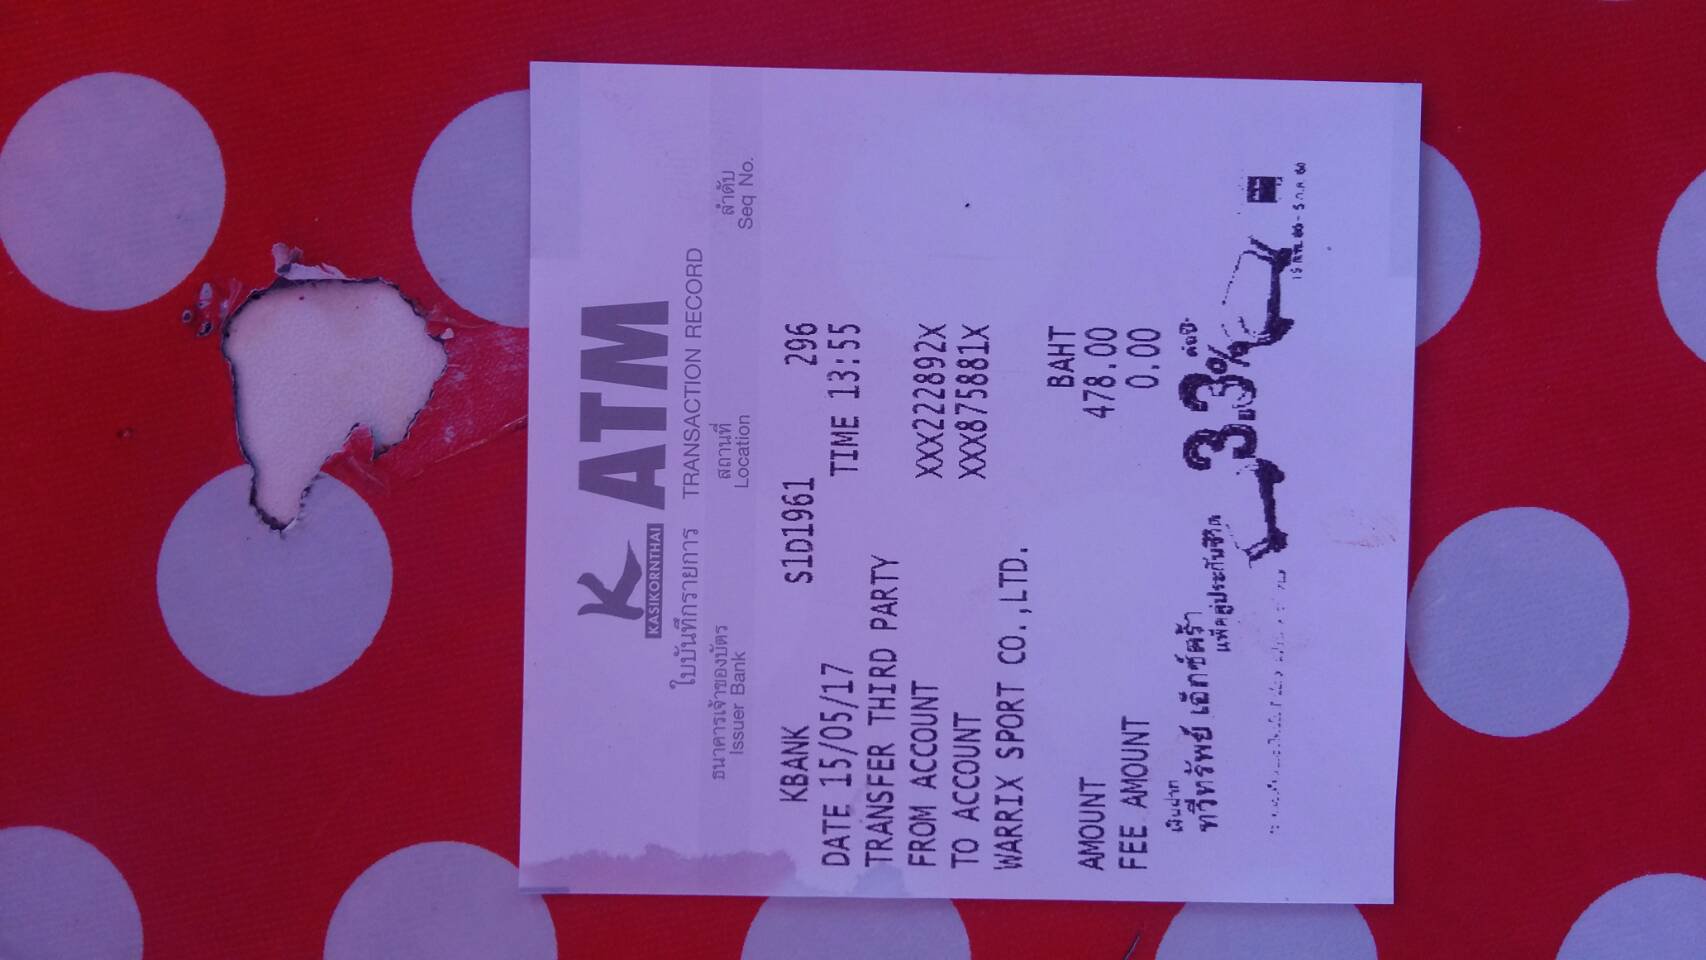 K ATM
KASIKORNTHAI
ใบบันทึกรายการ TRANSACTION RECORD
ธนาคารเจ้าของบัตร สถานที่ ลำดับ
Issuer Bank Location Seq No.
KBANK S1D1961 296
DATE 15/05/17 TIME 13:55
TRANSFER THIRD PARTY
FROM ACCOUNT XXX222892X
TO ACCOUNT XXX875881X
WARRIX SPORT CO.,LTD.
BAHT
AMOUNT 478.00
FEE AMOUNT 0.00
เงินฝาก
ทวีทรัพย์ เอ็กซ์ตร้า 3.3% ต่อปี
แพ็คคู่ประกันชีวิต